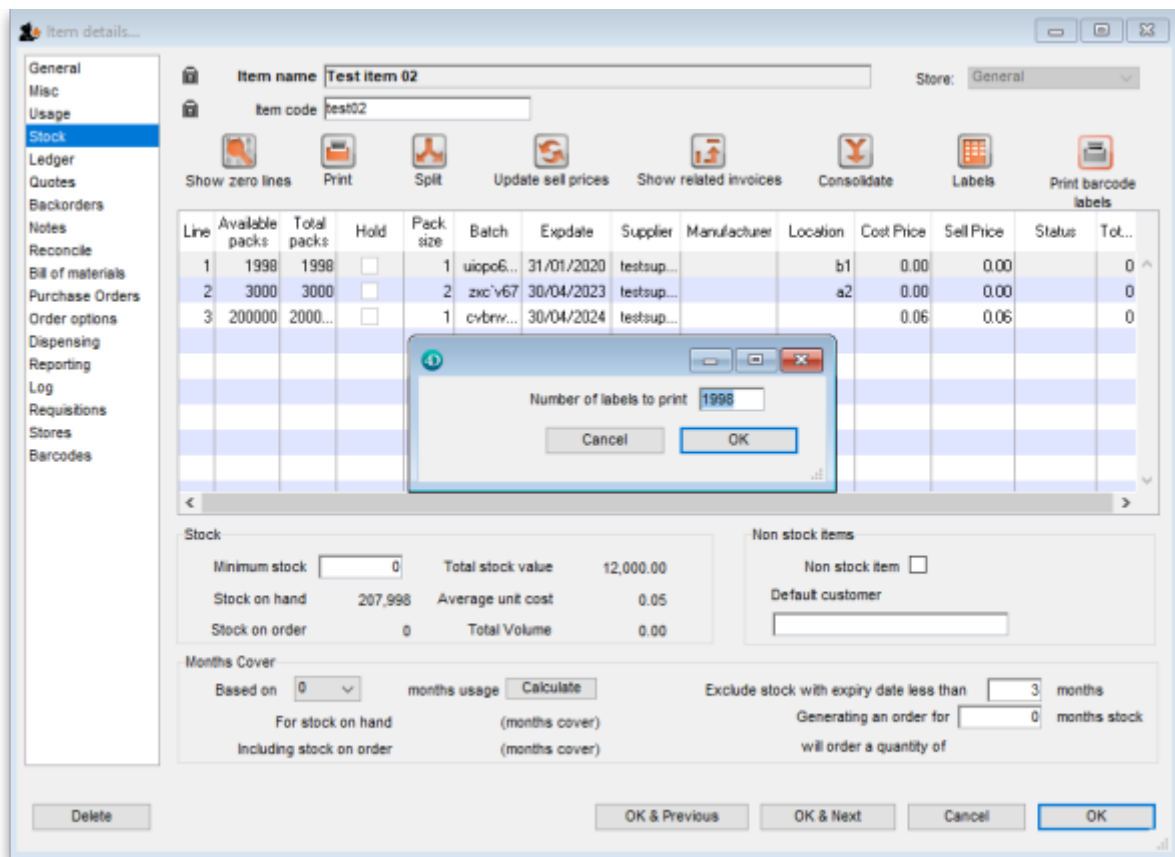 Item details...
General
Misc
Usage
Stock
Ledger
Quotes
Backorders
Notes
Reconcile
Bill of materials
Purchase Orders
Order options
Dispensing
Reporting
Log
Requisitions
Stores
Barcodes
Item name Test item 02 Store: General
Item code test02
Show zero lines Print Split Update sell prices Show related invoices Consolidate Labels Print barcode labels
Line Available packs Total packs Hold Pack size Batch Expdate Supplier Manufacturer Location Cost Price Sell Price Status Tot...
1 1998 1998 1 uiopo6... 31/01/2020 testsup... b1 0.00 0.00 0
2 3000 3000 2 zxc`v67 30/04/2023 testsup... a2 0.00 0.00 0
3 200000 2000... 1 cvbnv... 30/04/2024 testsup... 0.06 0.06 0
Number of labels to print 1998
Cancel OK
Stock
Minimum stock 0 Total stock value 12,000.00
Stock on hand 207,998 Average unit cost 0.05
Stock on order 0 Total Volume 0.00
Non stock items
Non stock item
Default customer
Months Cover
Based on 0 months usage Calculate Exclude stock with expiry date less than 3 months
For stock on hand (months cover) Generating an order for 0 months stock
Including stock on order (months cover) will order a quantity of
Delete OK & Previous OK & Next Cancel OK